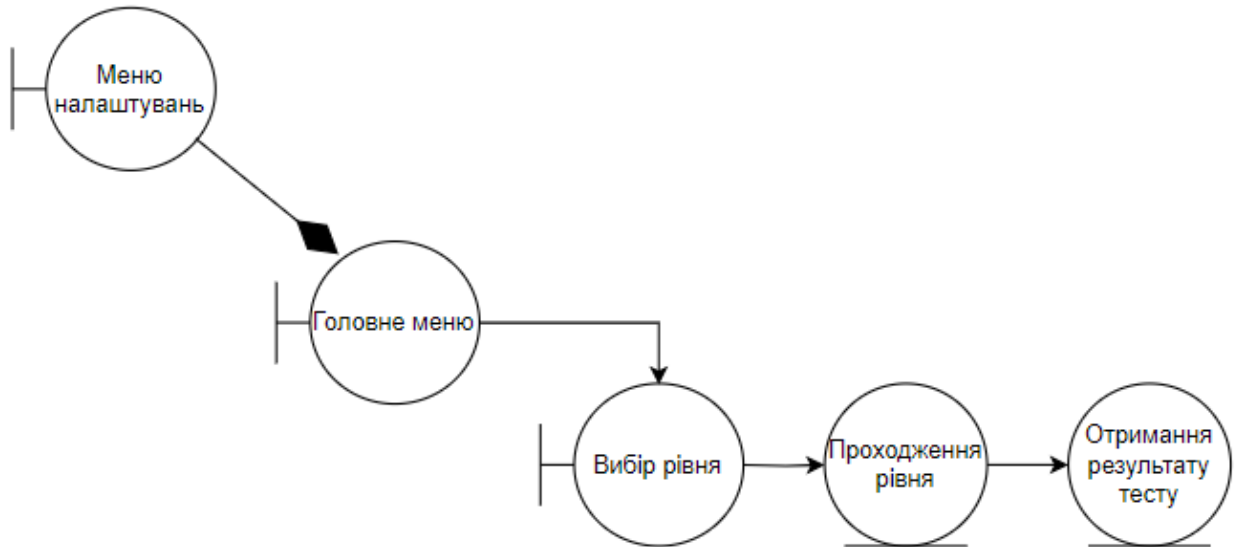 Меню
налаштувань
Головне меню
Вибір рівня
Проходження
рівня
Отримання
результату
тесту